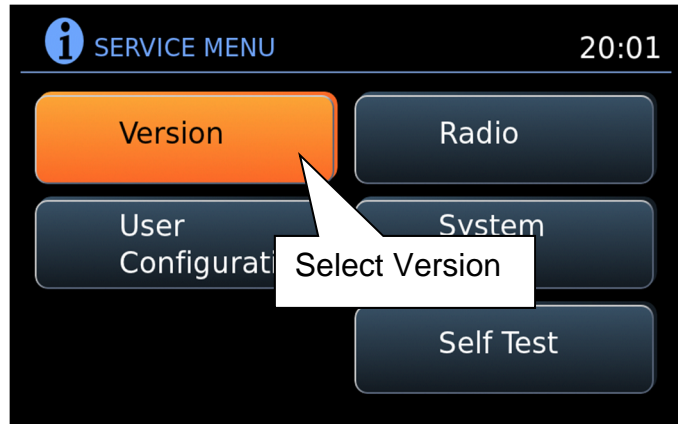 SERVICE MENU
20:01
Version
Radio
User
Configurati
System
Select Version
Self Test